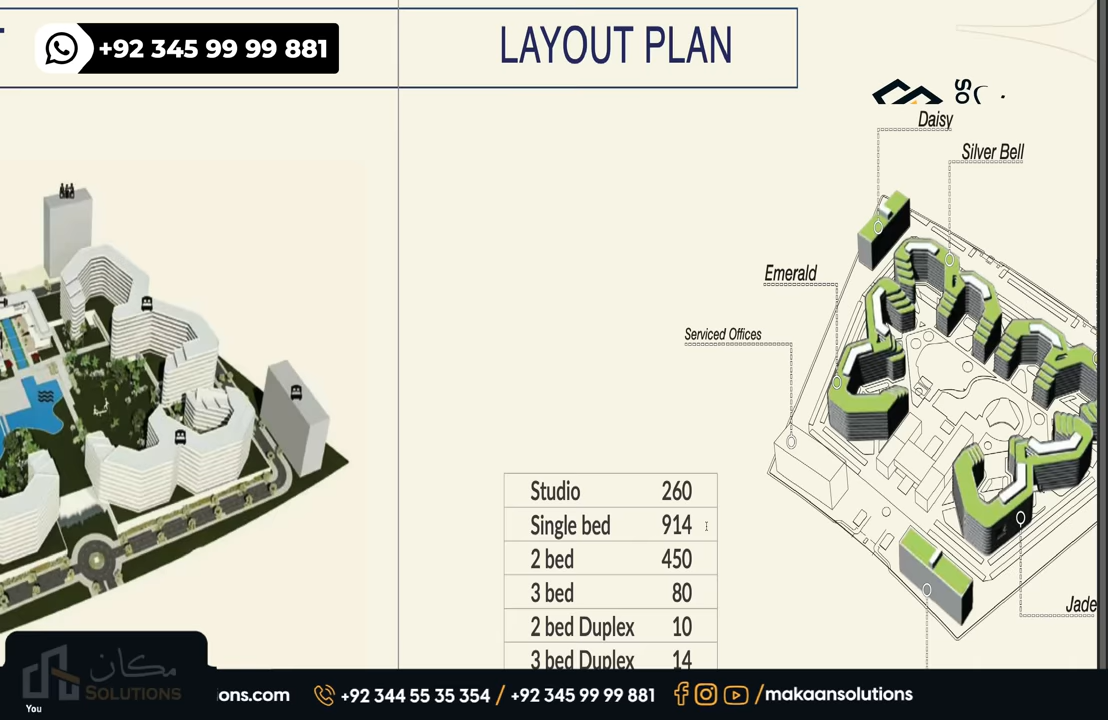 +92 345 99 99 881
LAYOUT PLAN
SO
Daisy
Silver Bell
Emerald
Serviced Offices
Studio 260
Single bed 914
2 bed 450
3 bed 80
2 bed Duplex 10
3 bed Duplex 14
Jade
مكان
SOLUTIONS
You
ons.com
+92 344 55 35 354 / +92 345 99 99 881
/makaansolutions